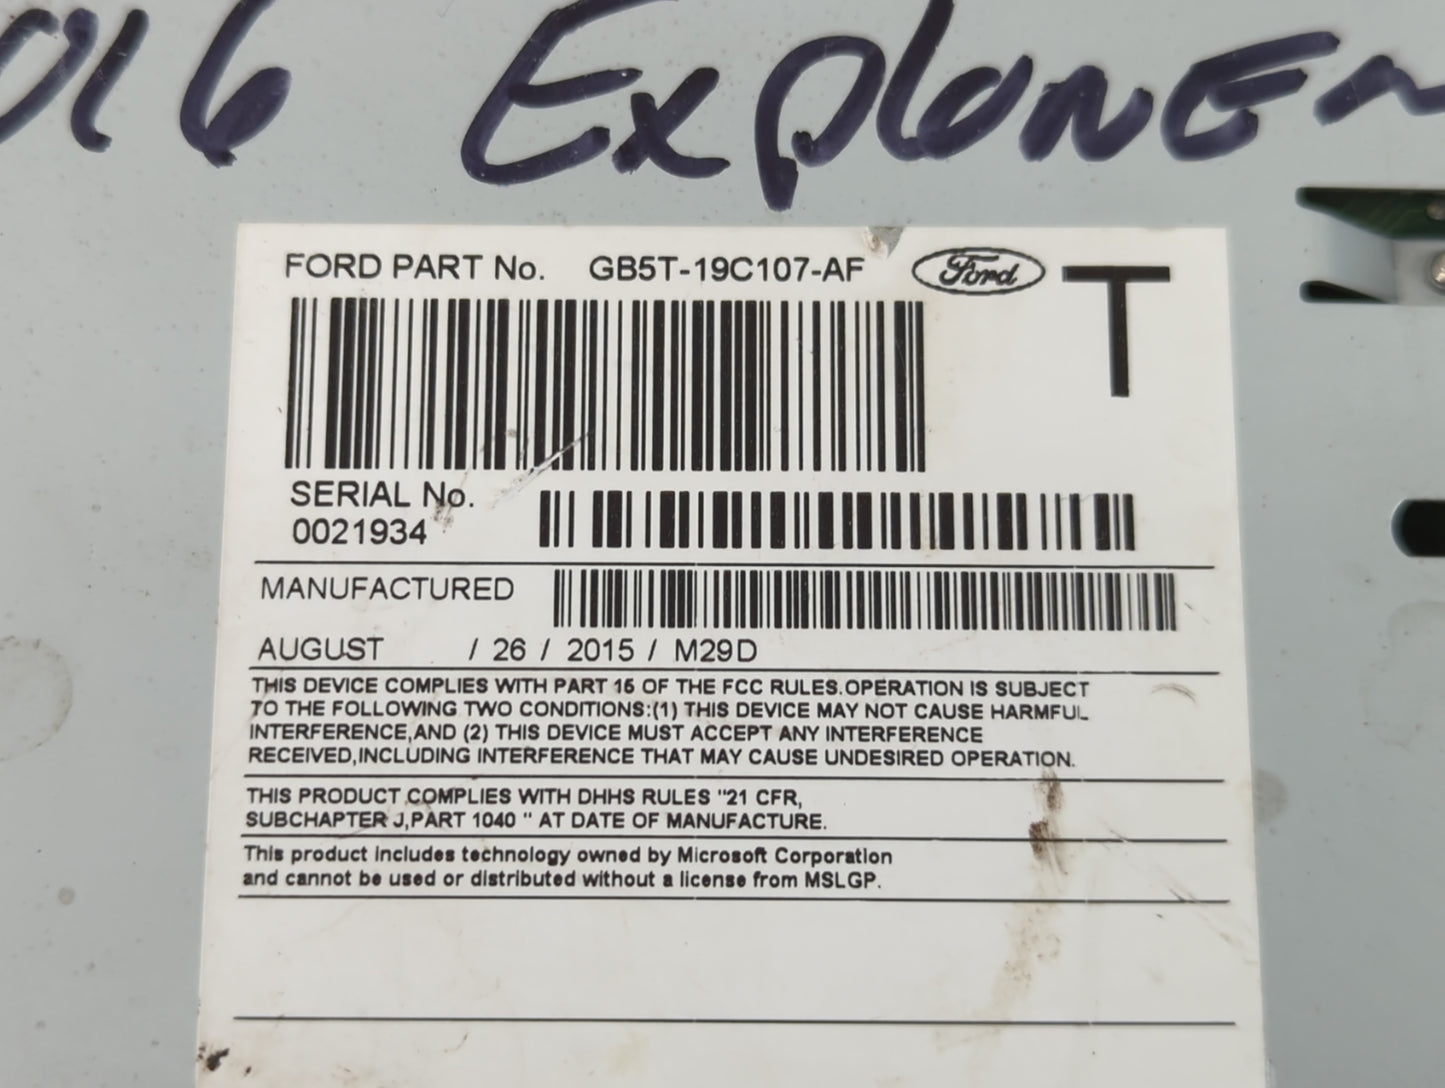 016 Explorer
FORD PART No. GB5T-19C107-AF Ford T
SERIAL No.
0021934
MANUFACTURED
AUGUST / 26 / 2015 / M29D
THIS DEVICE COMPLIES WITH PART 15 OF THE FCC RULES.OPERATION IS SUBJECT
TO THE FOLLOWING TWO CONDITIONS:(1) THIS DEVICE MAY NOT CAUSE HARMFUL
INTERFERENCE,AND (2) THIS DEVICE MUST ACCEPT ANY INTERFERENCE
RECEIVED,INCLUDING INTERFERENCE THAT MAY CAUSE UNDESIRED OPERATION.
THIS PRODUCT COMPLIES WITH DHHS RULES "21 CFR,
SUBCHAPTER J,PART 1040 " AT DATE OF MANUFACTURE.
This product includes technology owned by Microsoft Corporation
and cannot be used or distributed without a license from MSLGP.